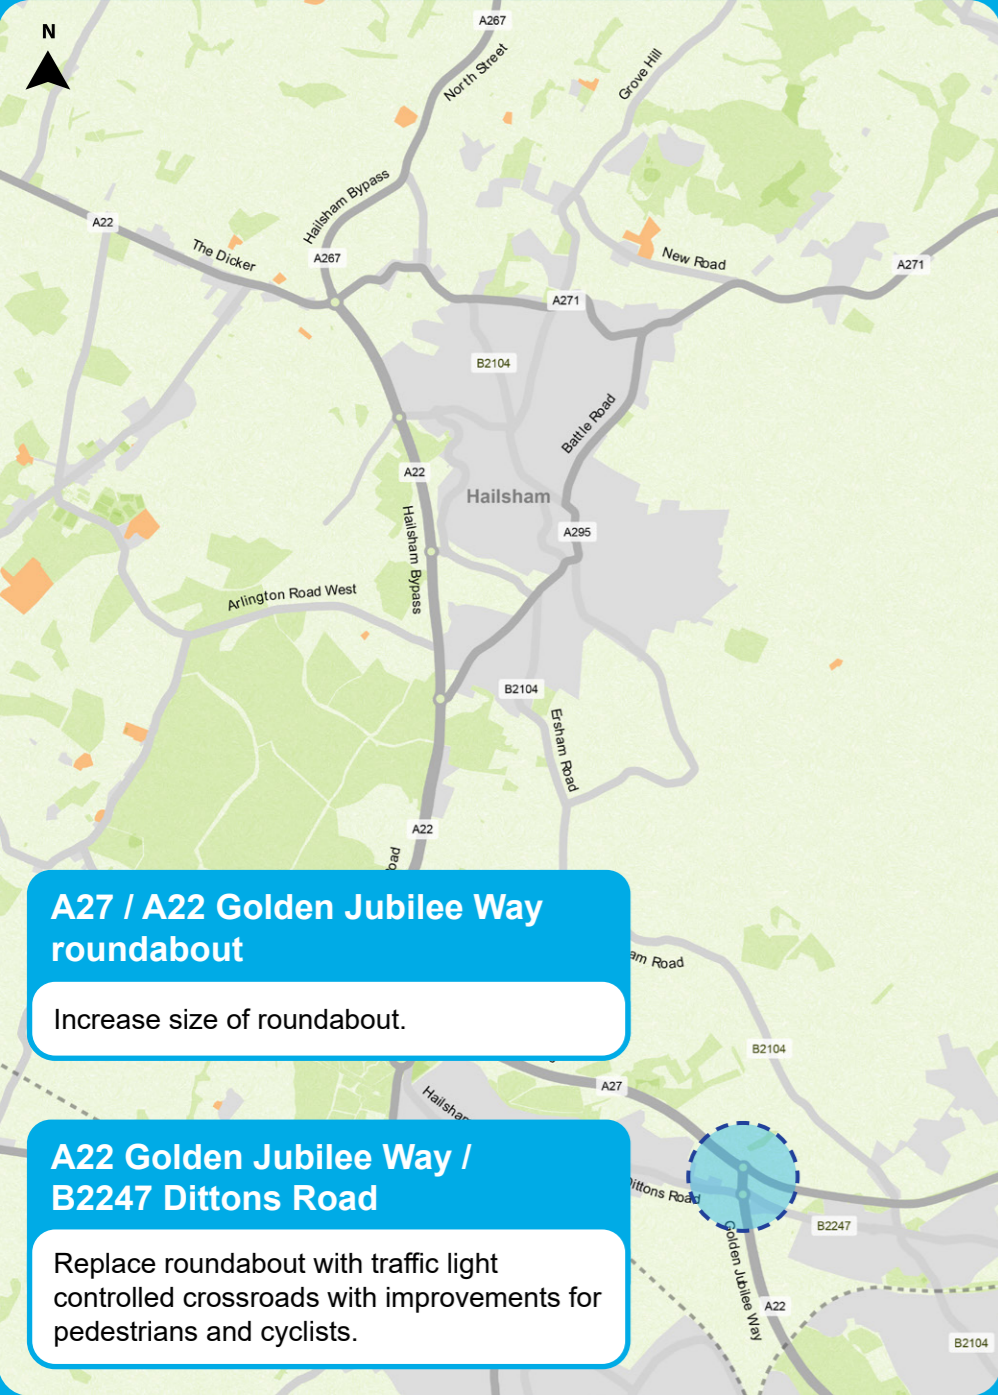 N
A267
North Street
Grove Hill
Hailsham Bypass
A22
The Dicker
A267
New Road
A271
A271
B2104
Battle Road
A22
Hailsham
Hailsham Bypass
A295
Arlington Road West
B2104
Ersham Road
A22
A27 / A22 Golden Jubilee Way
roundabout
Increase size of roundabout.
Road
B2104
A27
Hailsham
A22 Golden Jubilee Way /
B2247 Dittons Road
Replace roundabout with traffic light
controlled crossroads with improvements for
pedestrians and cyclists.
Dittons Road
B2247
Golden Jubilee Way
A22
B2104